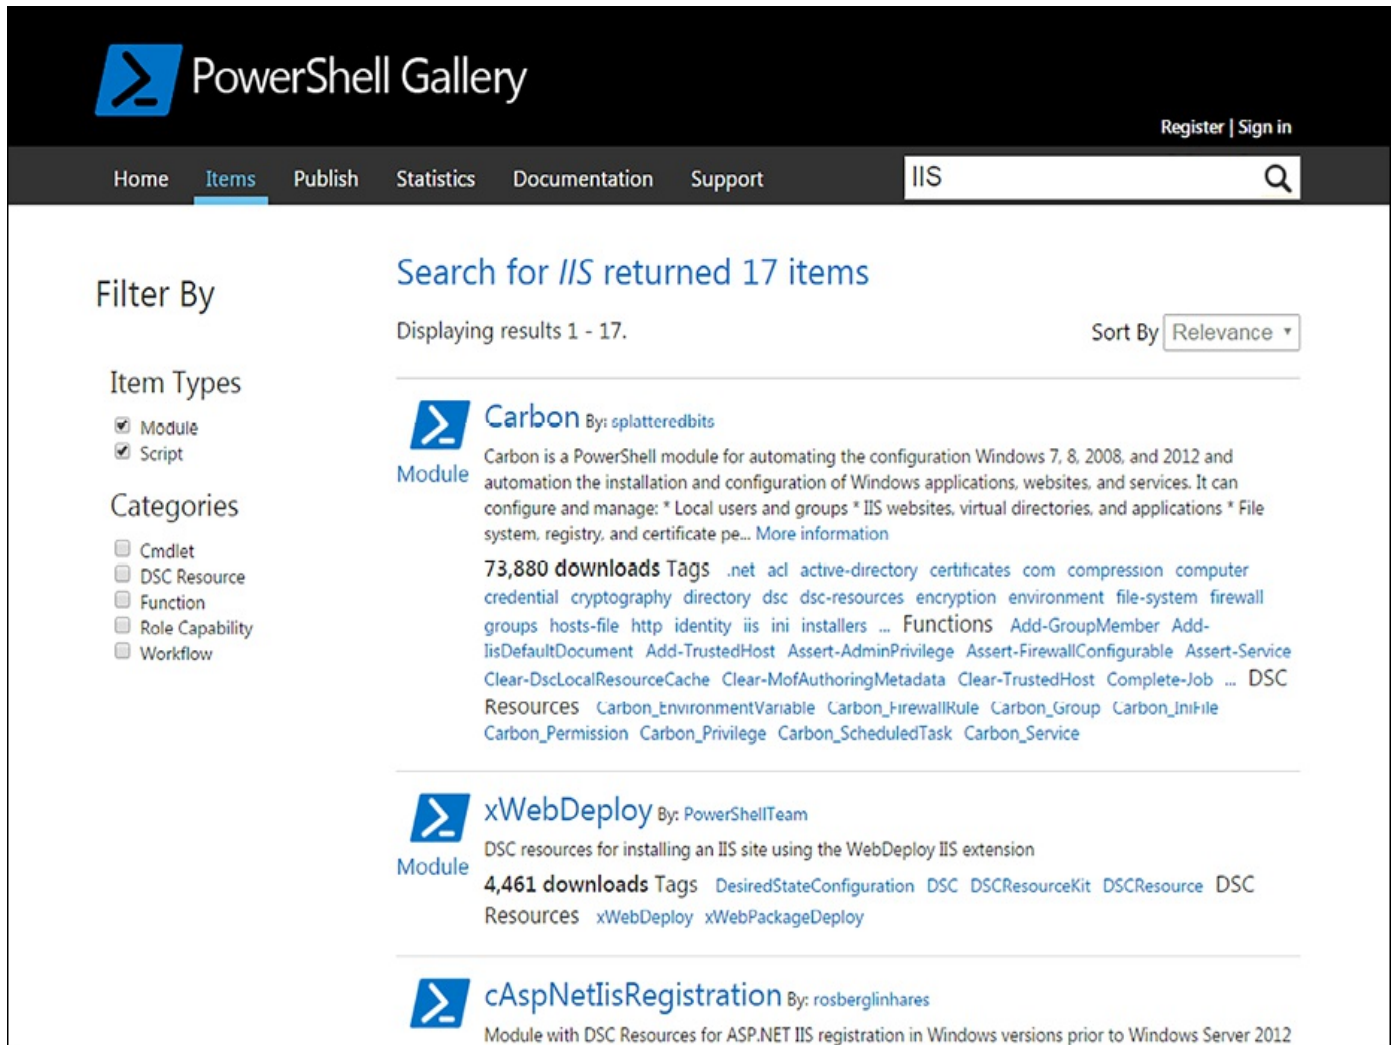 PowerShell Gallery
Register | Sign in
Home Items Publish Statistics Documentation Support
IIS
Filter By
Item Types
Module
Script
Categories
Cmdlet
DSC Resource
Function
Role Capability
Workflow
Search for IIS returned 17 items
Displaying results 1 - 17.
Sort By Relevance
Carbon By: splatteredbits
Module
Carbon is a PowerShell module for automating the configuration Windows 7, 8, 2008, and 2012 and
automation the installation and configuration of Windows applications, websites, and services. It can
configure and manage: * Local users and groups * IIS websites, virtual directories, and applications * File
system, registry, and certificate pe... More information
73,880 downloads Tags .net acl active-directory certificates com compression computer
credential cryptography directory dsc dsc-resources encryption environment file-system firewall
groups hosts-file http identity iis ini installers ... Functions Add-GroupMember Add-
IisDefaultDocument Add-TrustedHost Assert-AdminPrivilege Assert-FirewallConfigurable Assert-Service
Clear-DscLocalResourceCache Clear-MofAuthoringMetadata Clear-TrustedHost Complete-Job ... DSC
Resources Carbon_EnvironmentVariable Carbon_FirewallRule Carbon_Group Carbon_IniFile
Carbon_Permission Carbon_Privilege Carbon_ScheduledTask Carbon_Service
xWebDeploy By: PowerShellTeam
Module
DSC resources for installing an IIS site using the WebDeploy IIS extension
4,461 downloads Tags DesiredStateConfiguration DSC DSCResourceKit DSCResource DSC
Resources xWebDeploy xWebPackageDeploy
cAspNetIisRegistration By: rosberglinhares
Module with DSC Resources for ASP.NET IIS registration in Windows versions prior to Windows Server 2012